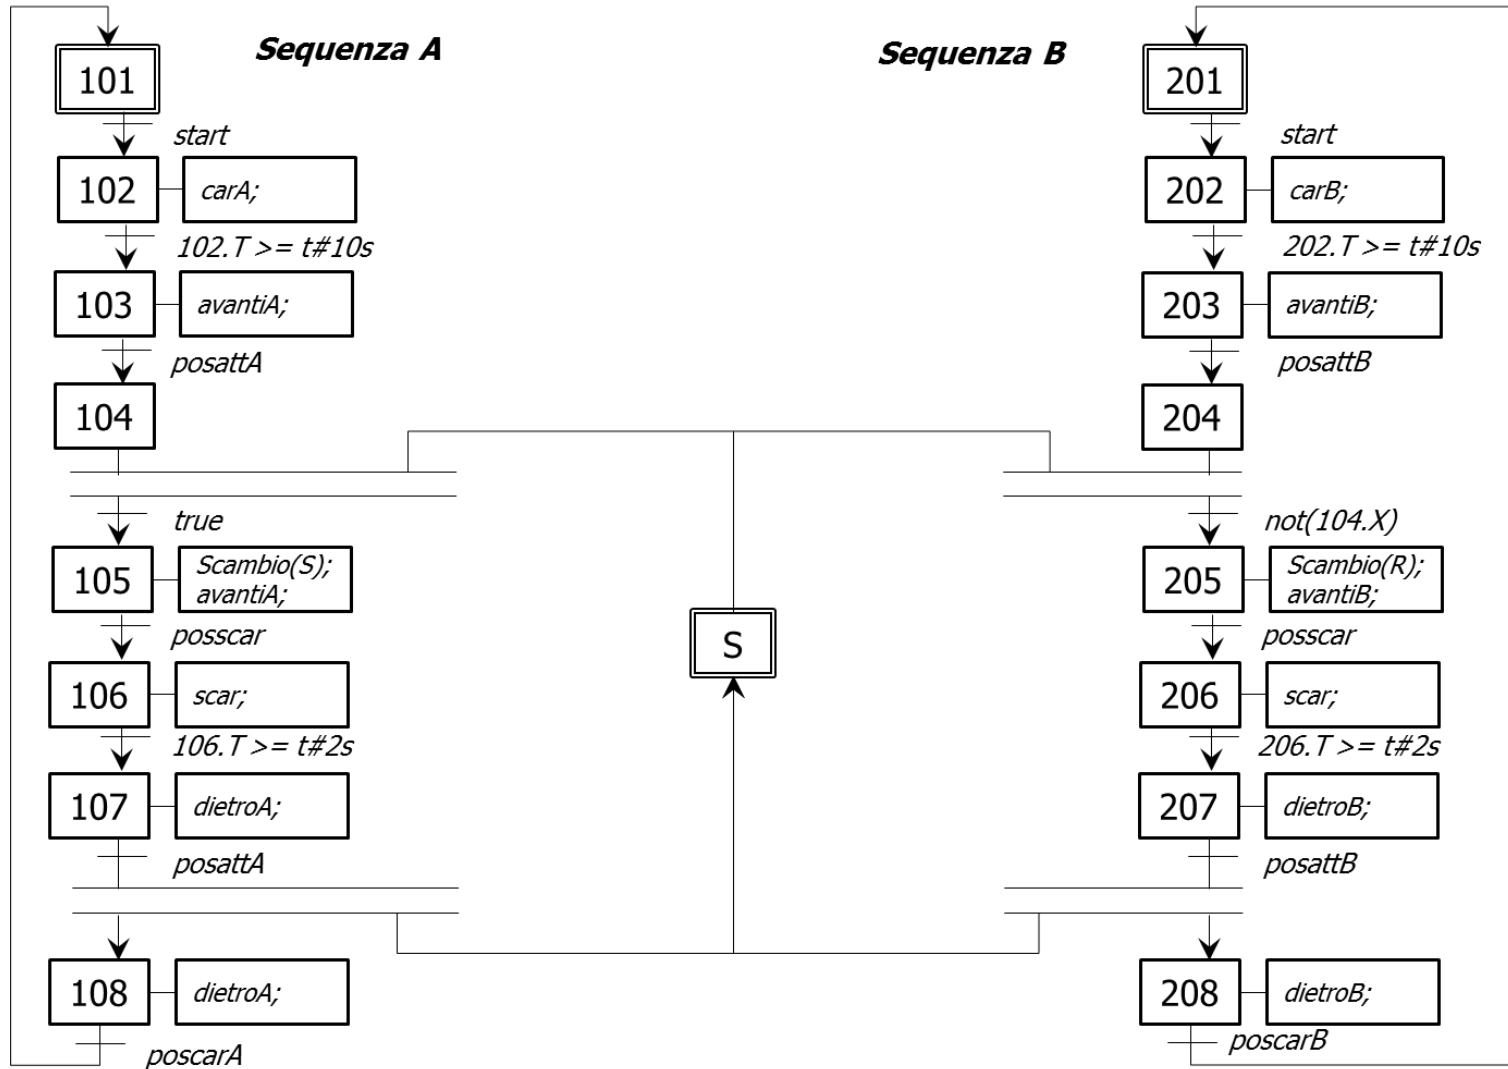 Sequenza A
101
start
102
carA;
102.T >= t#10s
103
avantiA;
posattA
104
true
105
Scambio(S);
avantiA;
posscar
106
scar;
106.T >= t#2s
107
dietroA;
posattA
108
dietroA;
poscarA
S
Sequenza B
201
start
202
carB;
202.T >= t#10s
203
avantiB;
posattB
204
not(104.X)
205
Scambio(R);
avantiB;
posscar
206
scar;
206.T >= t#2s
207
dietroB;
posattB
208
dietroB;
poscarB